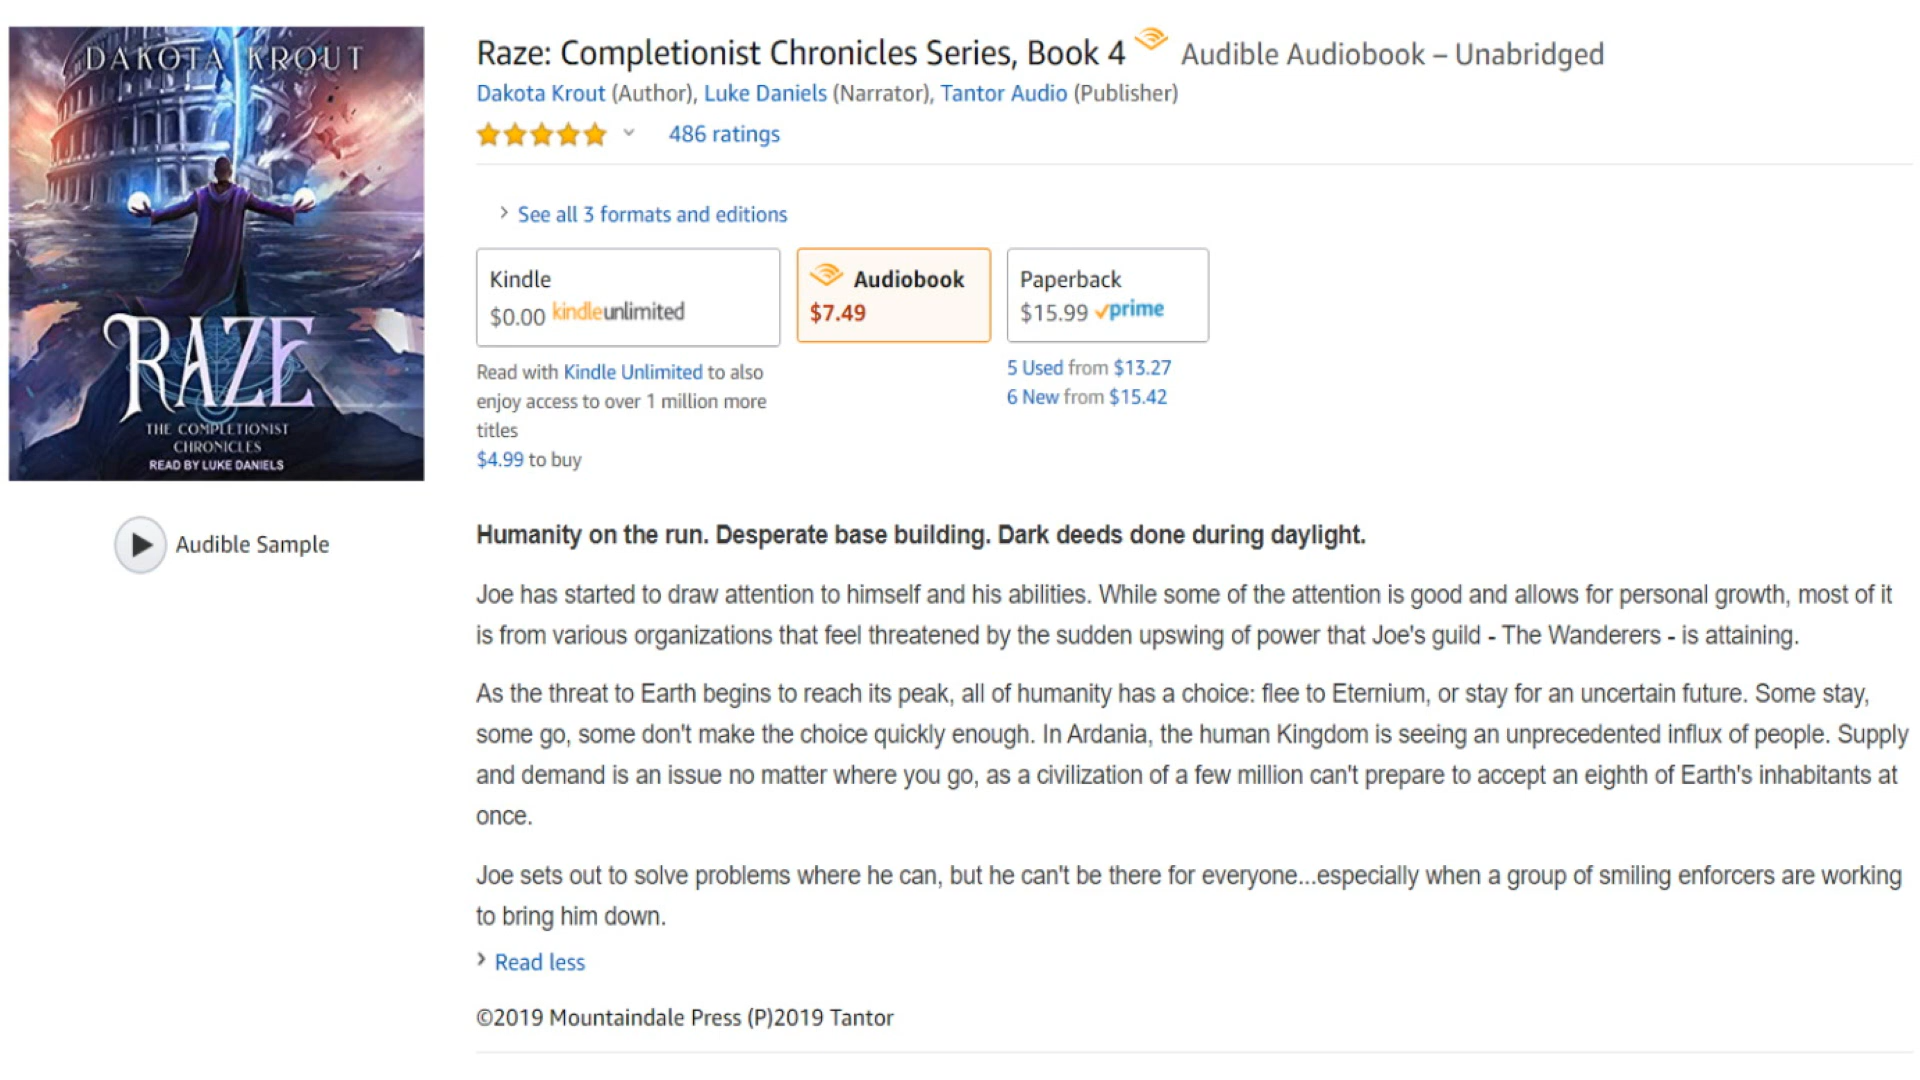 DAKOTA KROUT
RAZE
THE COMPLETIONIST
CHRONICLES
READ BY LUKE DANIELS
Audible Sample
Raze: Completionist Chronicles Series, Book 4 Audible Audiobook – Unabridged
Dakota Krout (Author), Luke Daniels (Narrator), Tantor Audio (Publisher)
486 ratings
See all 3 formats and editions
Kindle
$0.00 kindleunlimited
Read with Kindle Unlimited to also
enjoy access to over 1 million more
titles
$4.99 to buy
Audiobook
$7.49
Paperback
$15.99 prime
5 Used from $13.27
6 New from $15.42
Humanity on the run. Desperate base building. Dark deeds done during daylight.
Joe has started to draw attention to himself and his abilities. While some of the attention is good and allows for personal growth, most of it
is from various organizations that feel threatened by the sudden upswing of power that Joe's guild - The Wanderers - is attaining.
As the threat to Earth begins to reach its peak, all of humanity has a choice: flee to Eternium, or stay for an uncertain future. Some stay,
some go, some don't make the choice quickly enough. In Ardania, the human Kingdom is seeing an unprecedented influx of people. Supply
and demand is an issue no matter where you go, as a civilization of a few million can't prepare to accept an eighth of Earth's inhabitants at
once.
Joe sets out to solve problems where he can, but he can't be there for everyone...especially when a group of smiling enforcers are working
to bring him down.
Read less
©2019 Mountaindale Press (P)2019 Tantor